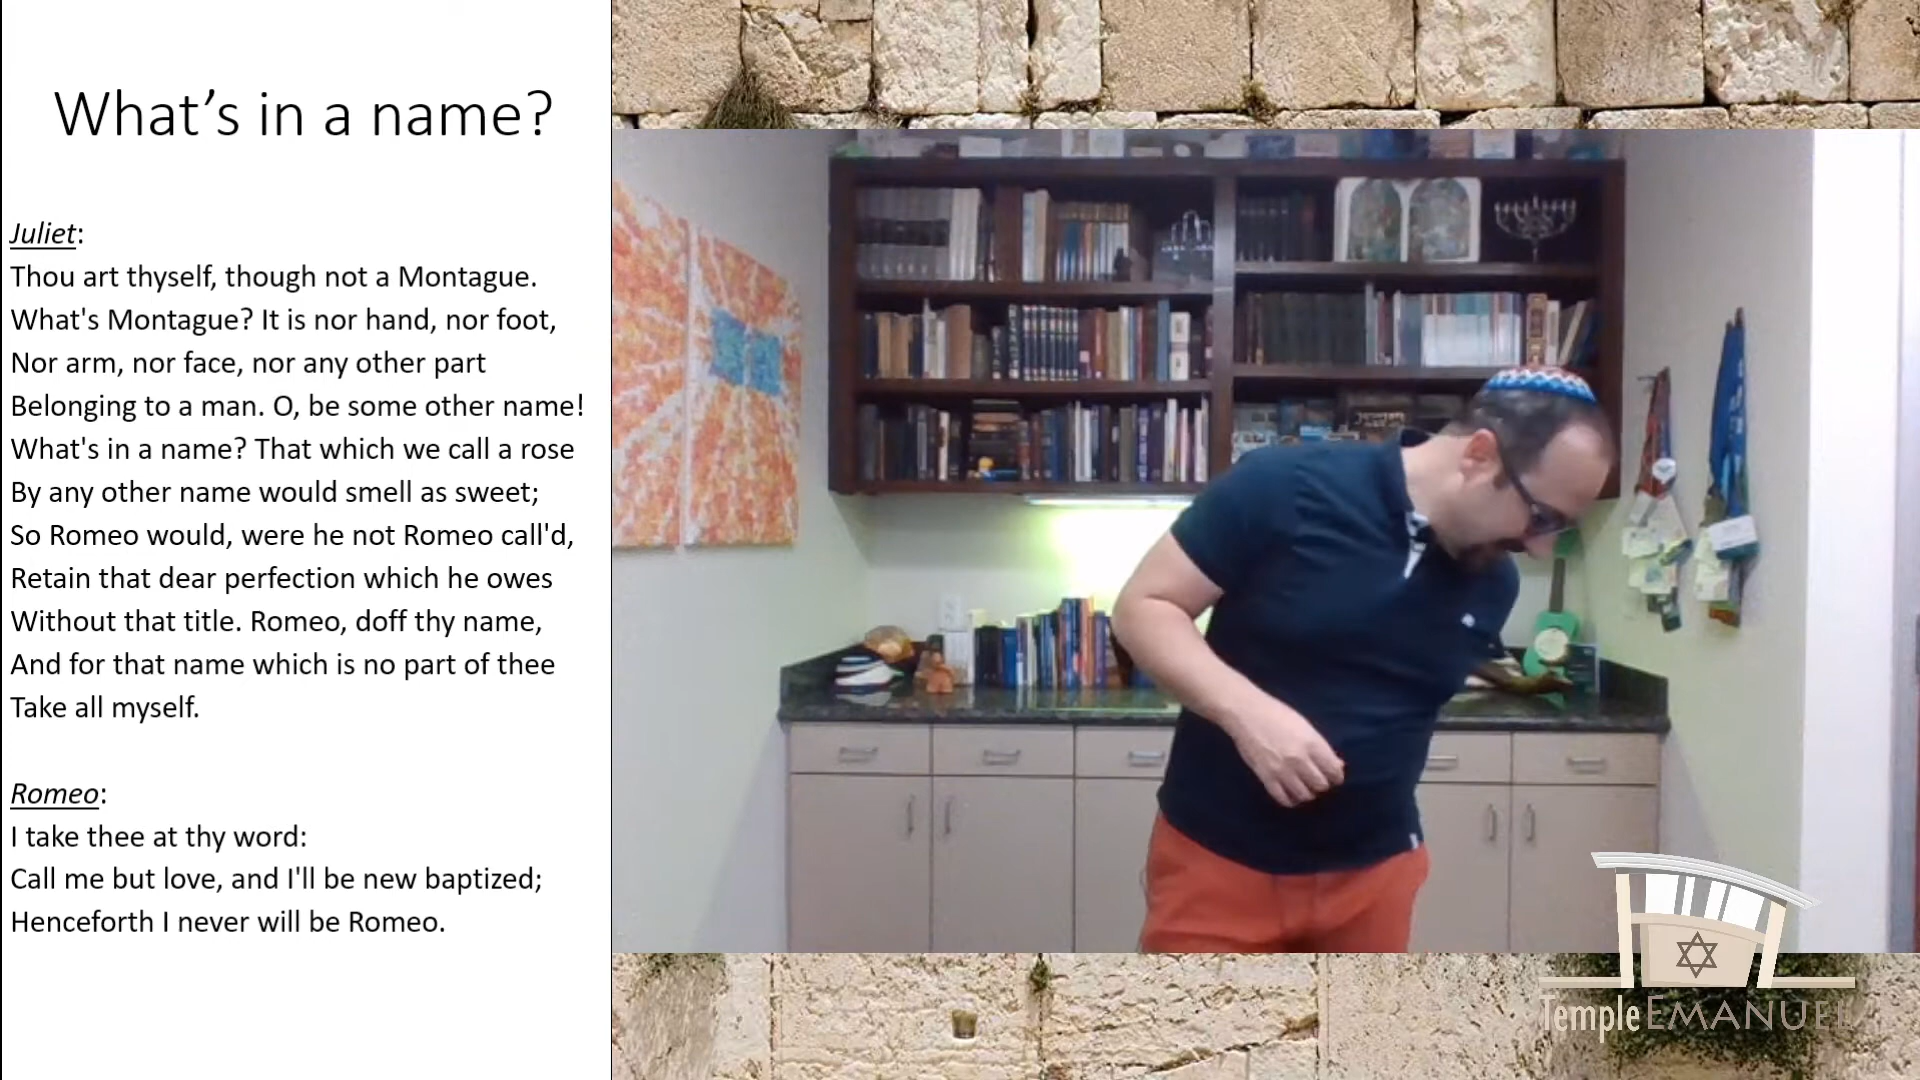 What’s in a name?
Juliet:
Thou art thyself, though not a Montague.
What's Montague? It is nor hand, nor foot,
Nor arm, nor face, nor any other part
Belonging to a man. O, be some other name!
What's in a name? That which we call a rose
By any other name would smell as sweet;
So Romeo would, were he not Romeo call'd,
Retain that dear perfection which he owes
Without that title. Romeo, doff thy name,
And for that name which is no part of thee
Take all myself.
Romeo:
I take thee at thy word:
Call me but love, and I'll be new baptized;
Henceforth I never will be Romeo.
Temple EMANUEL